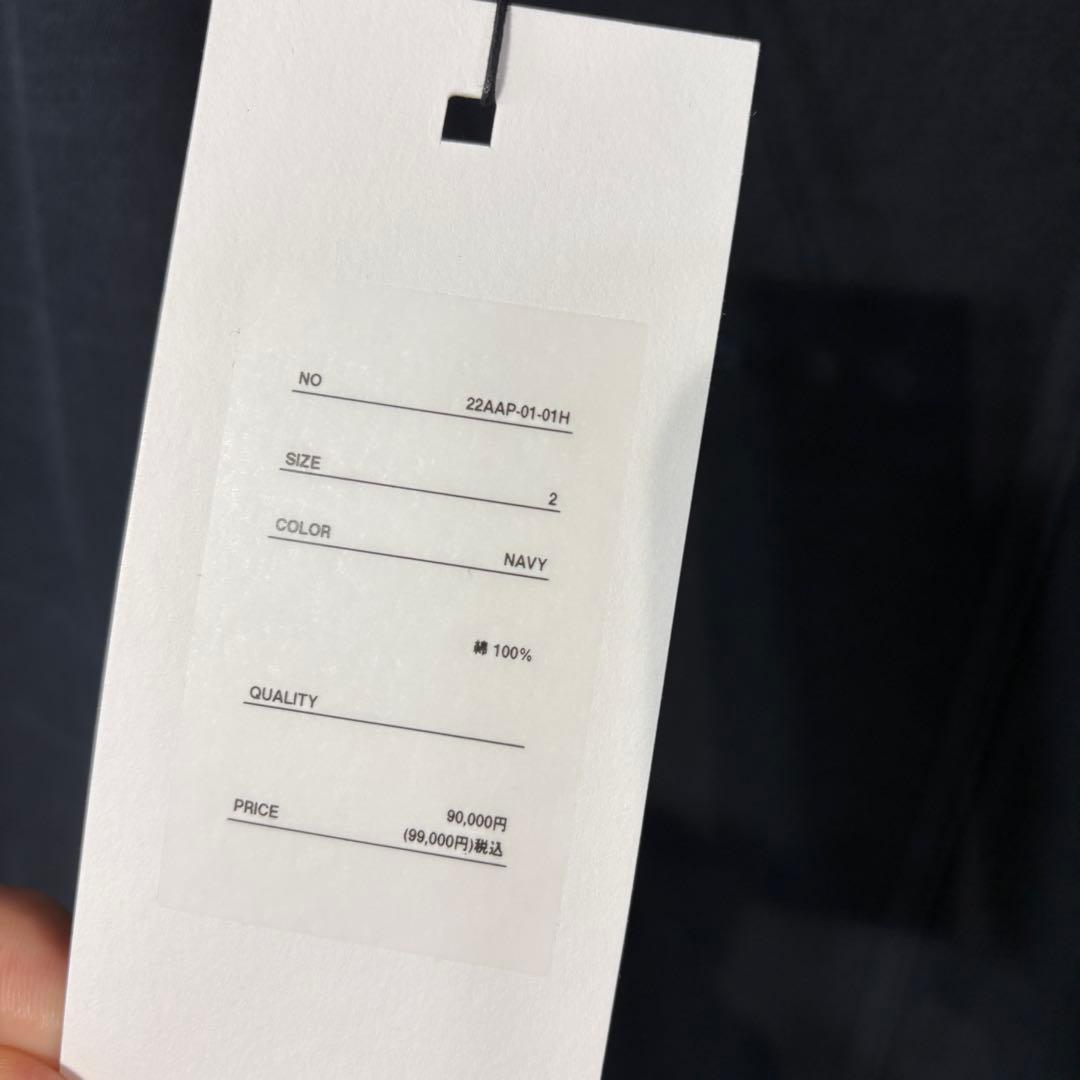 NO
22AAP-01-01H
SIZE
2
COLOR
NAVY
綿 100%
QUALITY
PRICE
90,000円
(99,000円)税込